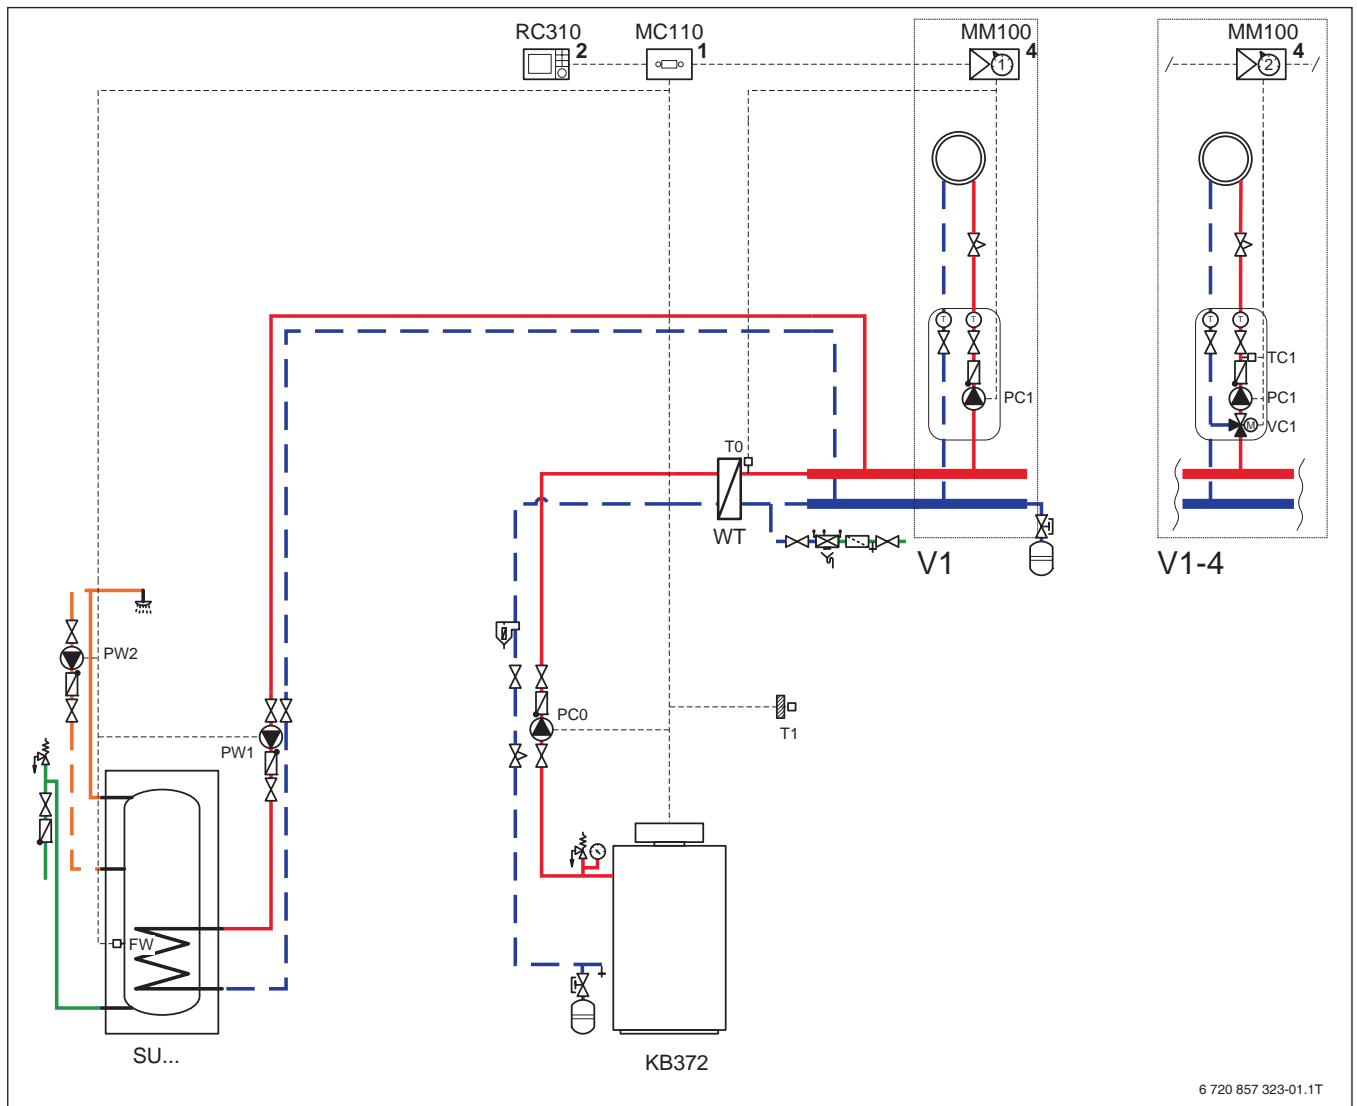 RC310 MC110 MM100 MM100
2 1 4 4
1 2
T T T T
TC1
PC1 PC1
M VC1
T0
WT
V1 V1-4
PW2
PC0
T1
PW1
FW
SU...
KB372
6 720 857 323-01.1T